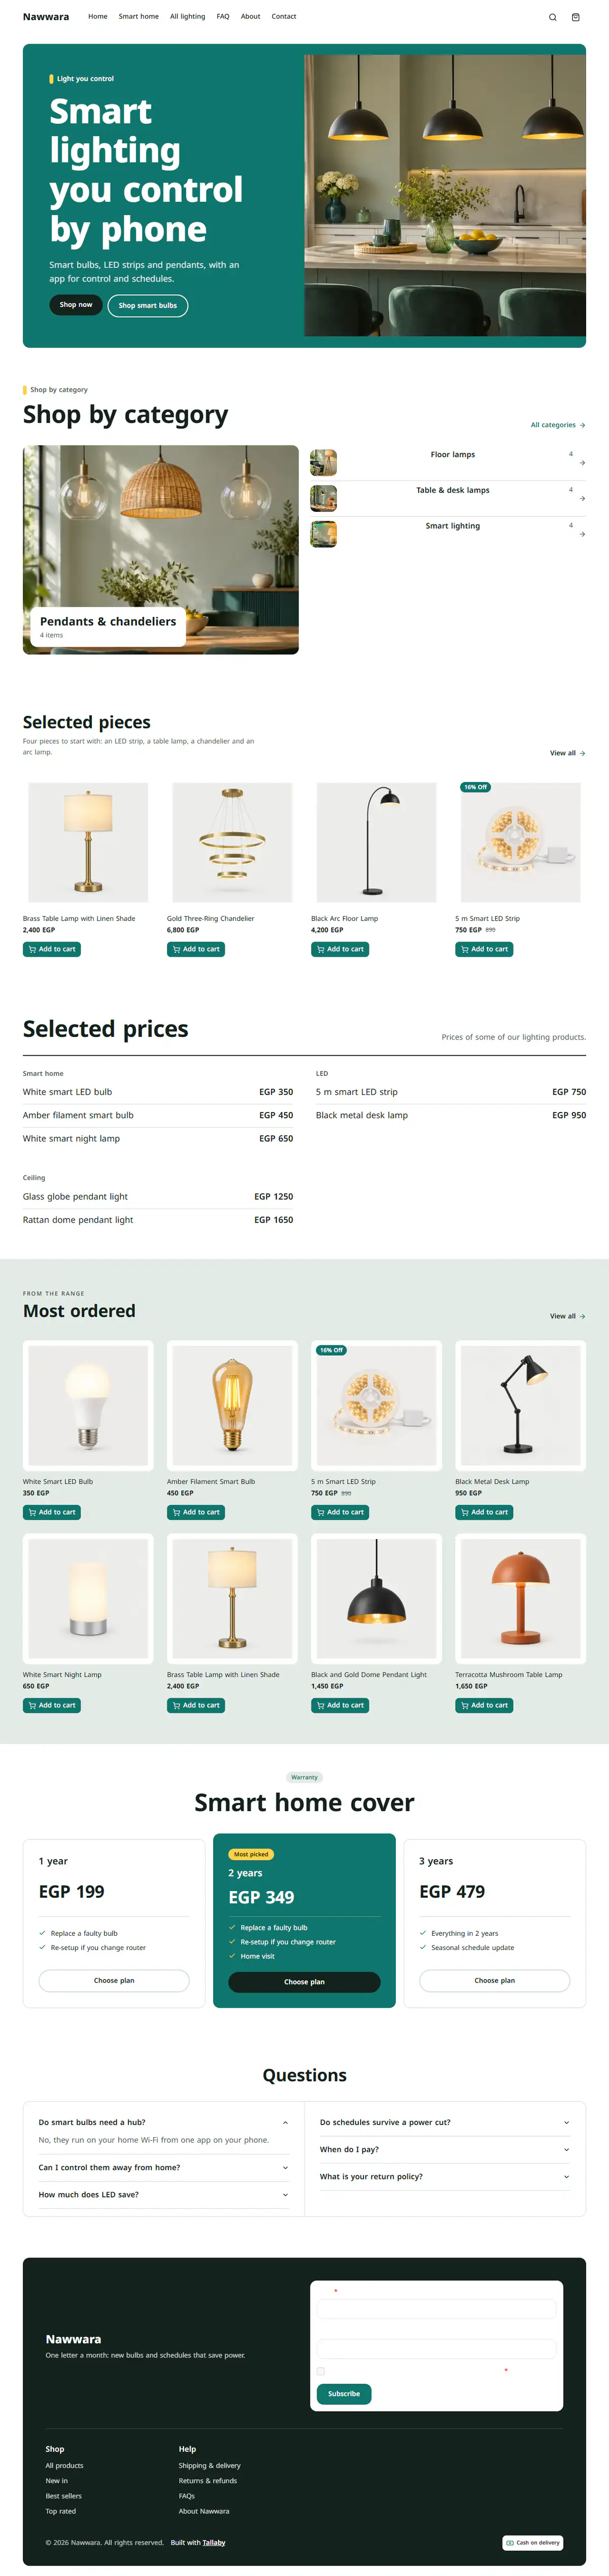 Nawwara
Home
Smart home
All lighting
FAQ
About
Contact
Light you control
Smart
lighting
you control
by phone
Smart bulbs, LED strips and pendants, with an
app for control and schedules.
Shop now
Shop smart bulbs
Shop by category
Shop by category
All categories
Pendants & chandeliers
4 items
Floor lamps
4
Table & desk lamps
4
Smart lighting
4
Selected pieces
Four pieces to start with: an LED strip, a table lamp, a chandelier and an
arc lamp.
View all
16% Off
Brass Table Lamp with Linen Shade
2,400 EGP
Add to cart
Gold Three-Ring Chandelier
6,800 EGP
Add to cart
Black Arc Floor Lamp
4,200 EGP
Add to cart
5 m Smart LED Strip
750 EGP 890
Add to cart
Selected prices
Prices of some of our lighting products.
Smart home
White smart LED bulb EGP 350
Amber filament smart bulb EGP 450
White smart night lamp EGP 650
LED
5 m smart LED strip EGP 750
Black metal desk lamp EGP 950
Ceiling
Glass globe pendant light EGP 1250
Rattan dome pendant light EGP 1650
FROM THE RANGE
Most ordered
View all
White Smart LED Bulb
350 EGP
Add to cart
Amber Filament Smart Bulb
450 EGP
Add to cart
16% Off
5 m Smart LED Strip
750 EGP 890
Add to cart
Black Metal Desk Lamp
950 EGP
Add to cart
White Smart Night Lamp
650 EGP
Add to cart
Brass Table Lamp with Linen Shade
2,400 EGP
Add to cart
Black and Gold Dome Pendant Light
1,450 EGP
Add to cart
Terracotta Mushroom Table Lamp
1,650 EGP
Add to cart
Warranty
Smart home cover
1 year
EGP 199
Replace a faulty bulb
Re-setup if you change router
Choose plan
Most picked
2 years
EGP 349
Replace a faulty bulb
Re-setup if you change router
Home visit
Choose plan
3 years
EGP 479
Everything in 2 years
Seasonal schedule update
Choose plan
Questions
Do smart bulbs need a hub?
No, they run on your home Wi-Fi from one app on your phone.
Can I control them away from home?
How much does LED save?
Do schedules survive a power cut?
When do I pay?
What is your return policy?
Nawwara
One letter a month: new bulbs and schedules that save power.
*
*
Subscribe
Shop
All products
New in
Best sellers
Top rated
Help
Shipping & delivery
Returns & refunds
FAQs
About Nawwara
© 2026 Nawwara. All rights reserved. Built with Tallaby
Cash on delivery